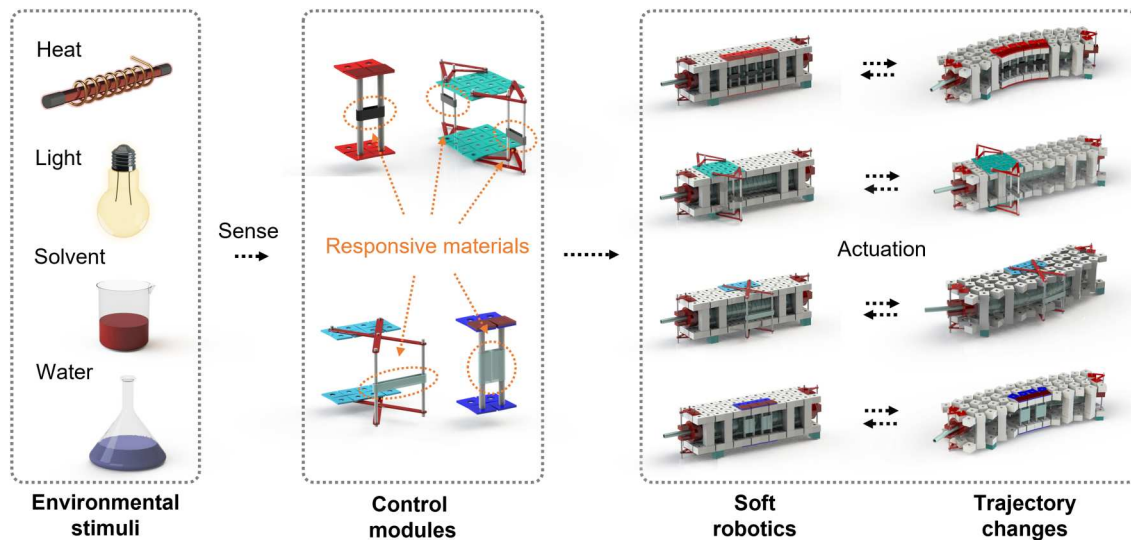 Heat
Light
Solvent
Water
Sense
Responsive materials
Actuation
Environmental
stimuli
Control
modules
Soft
robotics
Trajectory
changes